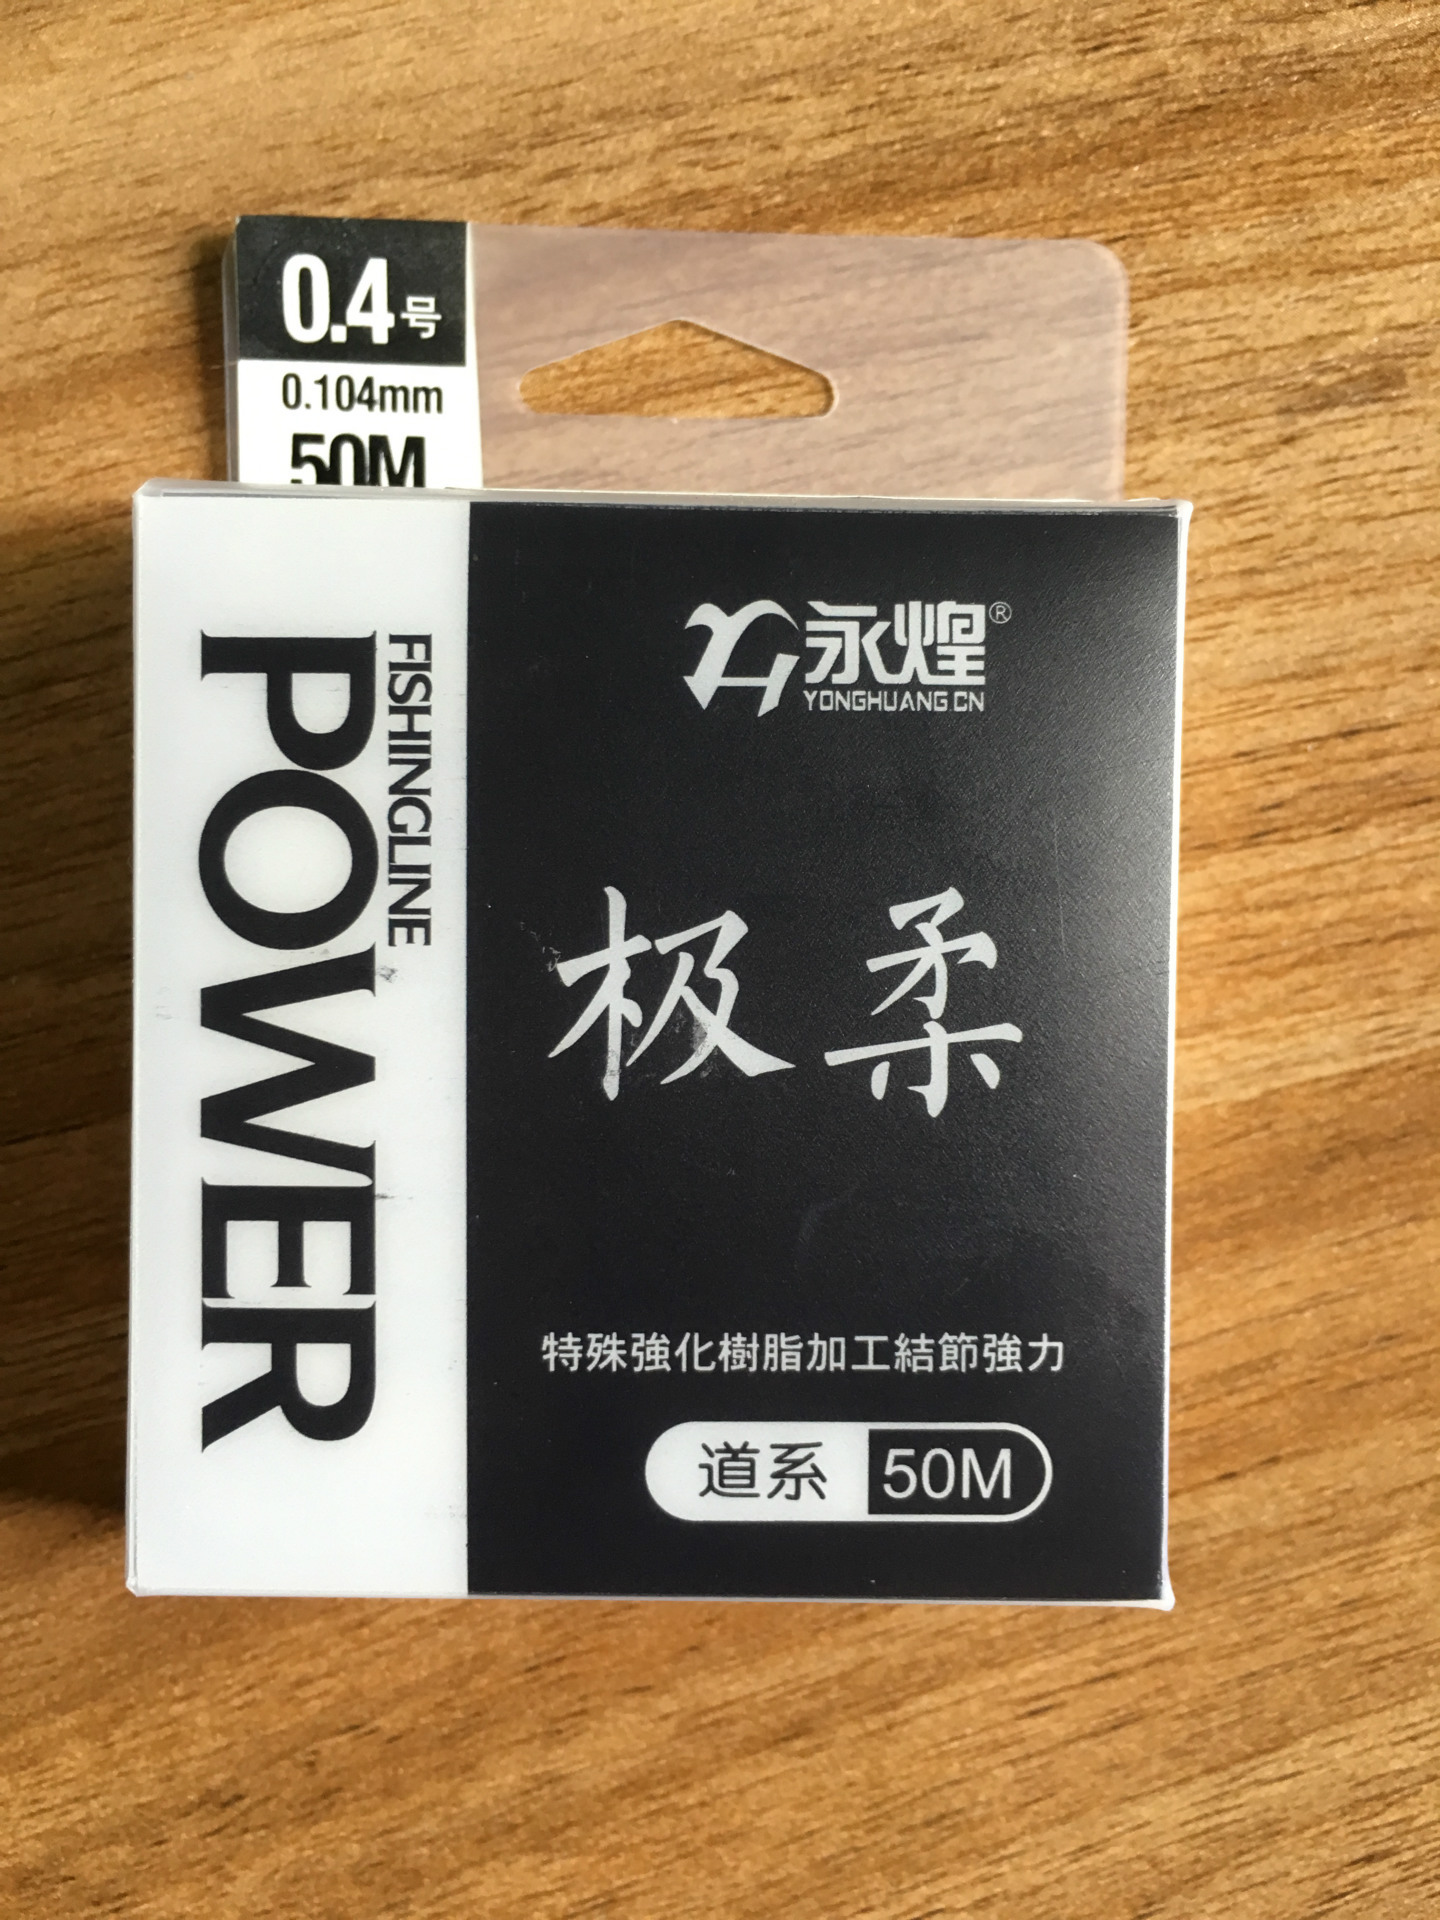 0.4号
0.104mm
50M
永煌®
YONGHUANG.CN
FISHINGLINE
POWER
极柔
特殊強化樹脂加工結節強力
道系 50M